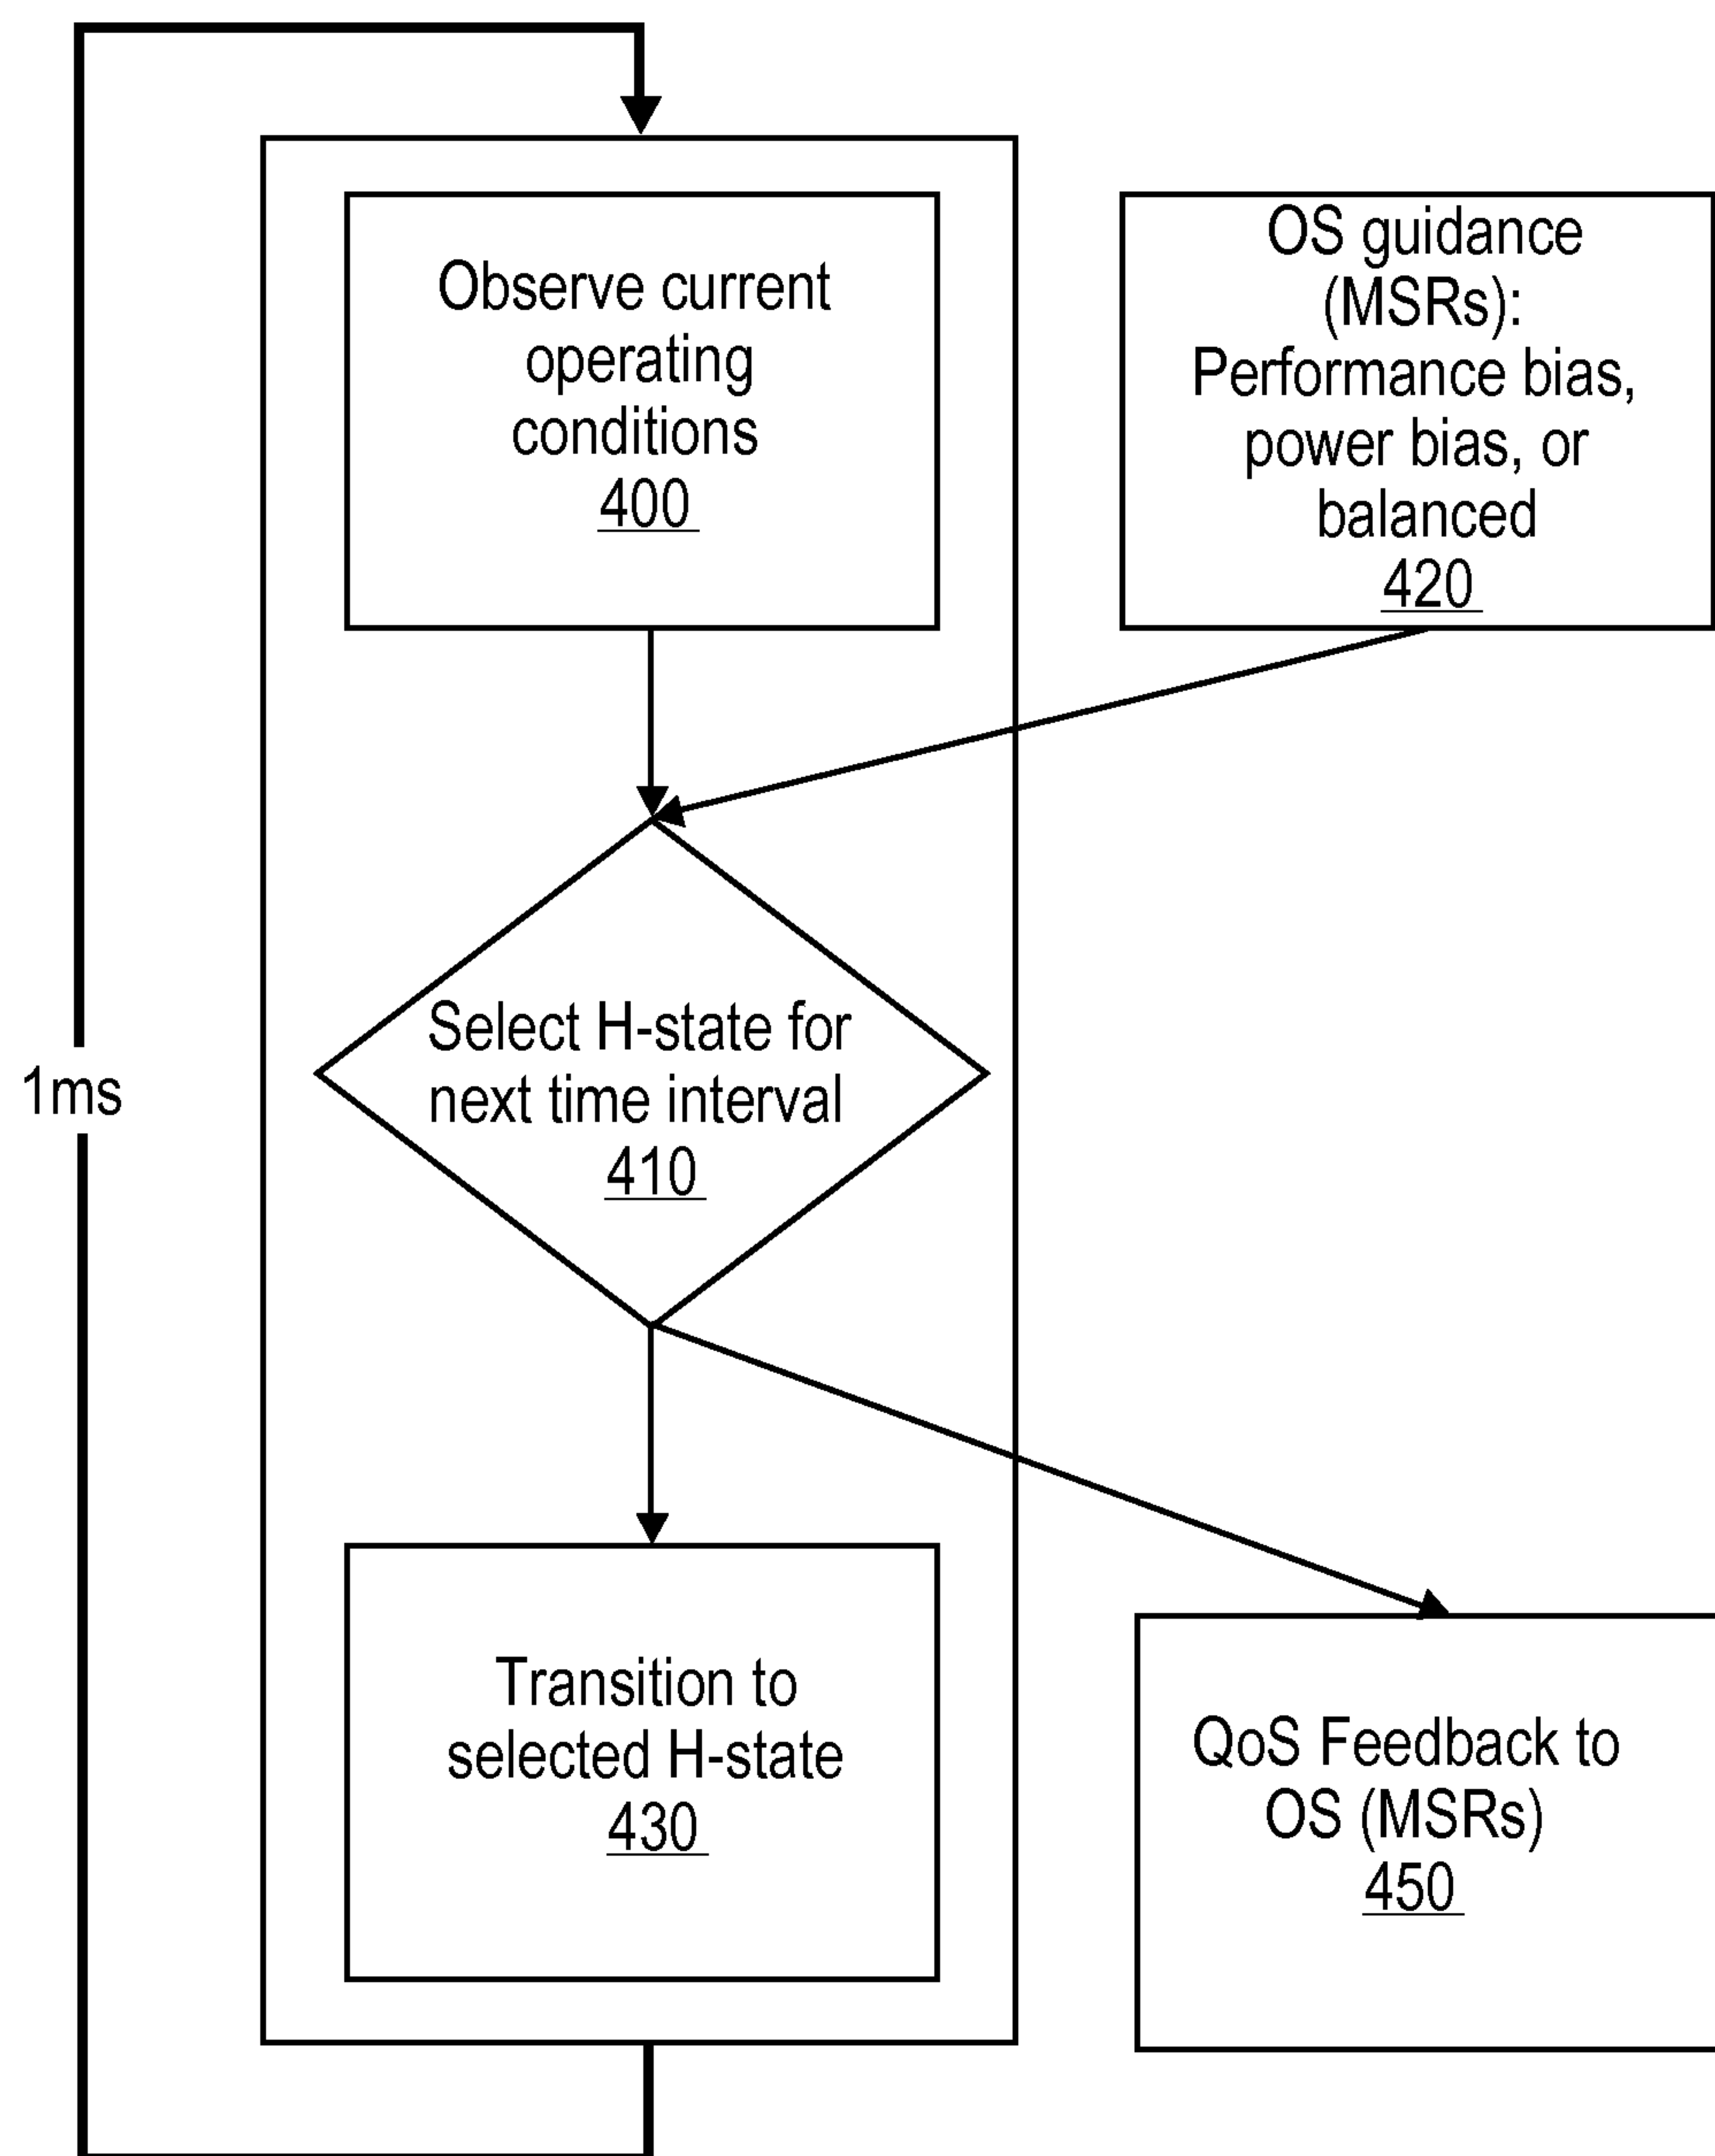 Observe current
operating
conditions
400
OS guidance
(MSRs):
Performance bias,
power bias, or
balanced
420
Select H-state for
next time interval
410
1ms
Transition to
selected H-state
430
QoS Feedback to
OS (MSRs)
450